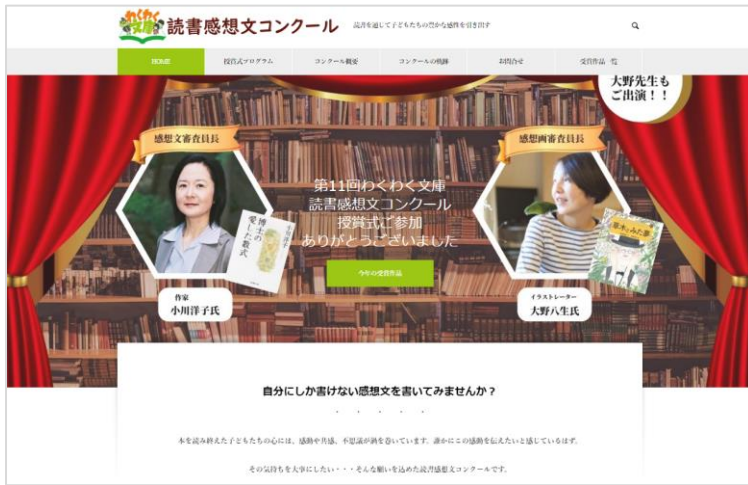 わくわく
文庫
読書感想文コンクール
読書を通して子どもたちの豊かな感性を引き出す
HOME
授賞式プログラム
コンクール概要
コンクールの軌跡
お問合せ
受賞作品一覧
大野先生も
ご出演！！
感想文審査員長
感想画審査員長
第11回わくわく文庫
読書感想文コンクール
授賞式ご参加
ありがとうございました
今年の受賞作品
小川洋子
博士の
愛した数式
草木とみた夢
作家
小川洋子氏
イラストレーター
大野八生氏
自分にしか書けない感想文を書いてみませんか？
本を読み終えた子どもたちの心には、感動や共感、不思議が渦を巻いています。誰かにこの感動を伝えたいと感じているはず。
その気持ちを大事にしたい・・・そんな願いを込めた読書感想文コンクールです。